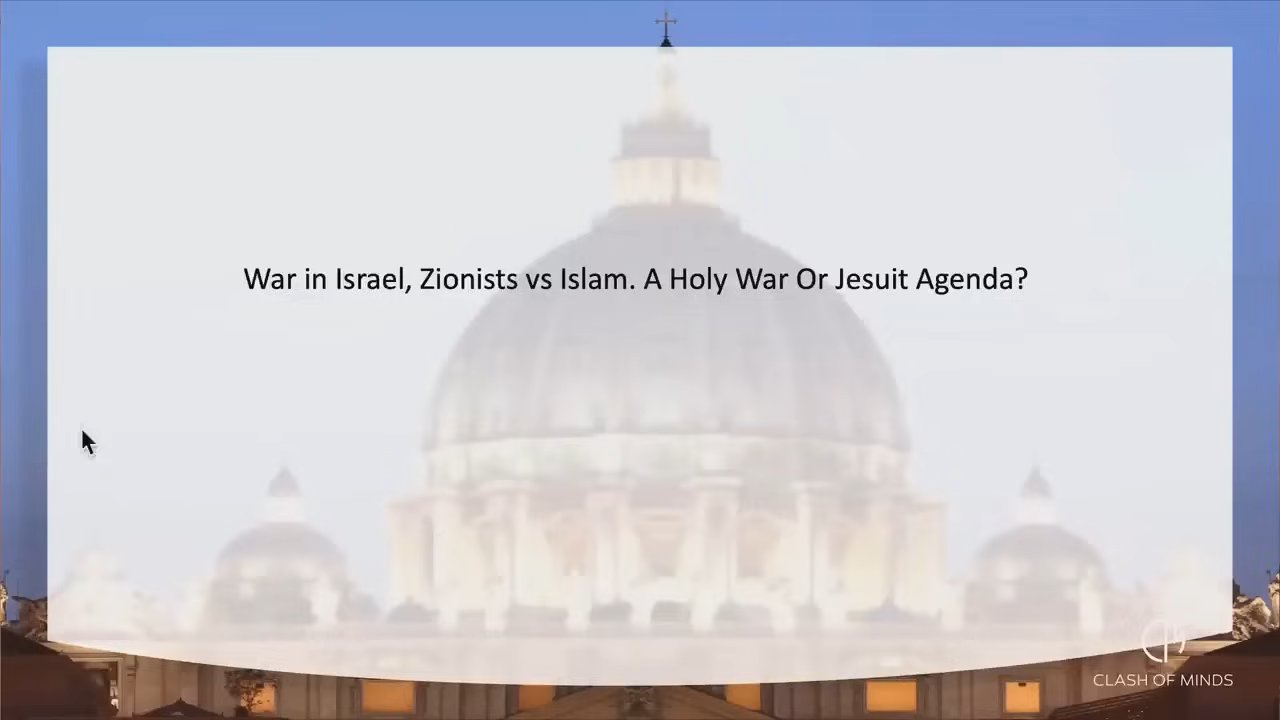 War in Israel, Zionists vs Islam. A Holy War Or Jesuit Agenda?
CLASH OF MINDS